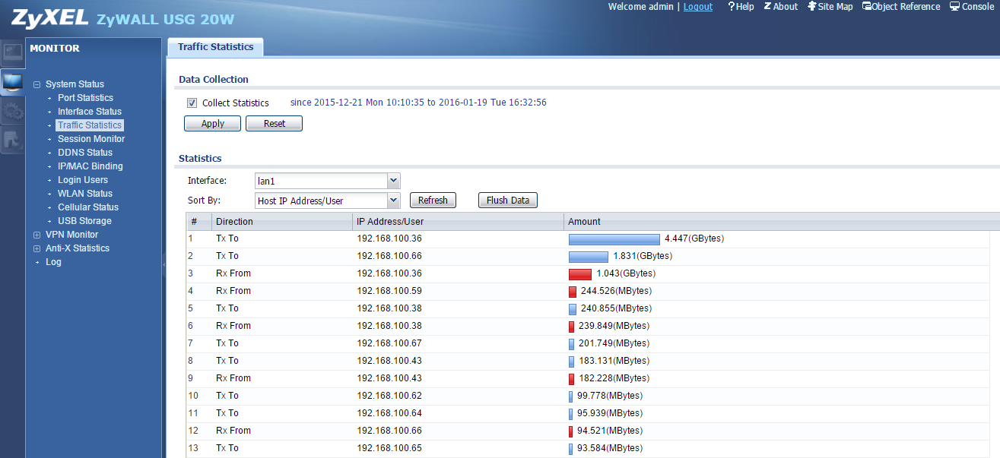 ZyXEL ZyWALL USG 20W
Welcome admin | Logout ?Help Z About Site Map Object Reference Console
MONITOR
System Status
Port Statistics
Interface Status
Traffic Statistics
Session Monitor
DDNS Status
IP/MAC Binding
Login Users
WLAN Status
Cellular Status
USB Storage
VPN Monitor
Anti-X Statistics
Log
Traffic Statistics
Data Collection
Collect Statistics since 2015-12-21 Mon 10:10:35 to 2016-01-19 Tue 16:32:56
Apply Reset
Statistics
Interface: lan1
Sort By: Host IP Address/User Refresh Flush Data
# Direction IP Address/User Amount
1 Tx To 192.168.100.36 4.447(GBytes)
2 Tx To 192.168.100.66 1.831(GBytes)
3 Rx From 192.168.100.36 1.043(GBytes)
4 Rx From 192.168.100.59 244.526(MBytes)
5 Tx To 192.168.100.38 240.855(MBytes)
6 Rx From 192.168.100.38 239.849(MBytes)
7 Tx To 192.168.100.67 201.749(MBytes)
8 Tx To 192.168.100.43 183.131(MBytes)
9 Rx From 192.168.100.43 182.228(MBytes)
10 Tx To 192.168.100.62 99.778(MBytes)
11 Tx To 192.168.100.64 95.939(MBytes)
12 Rx From 192.168.100.66 94.521(MBytes)
13 Tx To 192.168.100.65 93.584(MBytes)